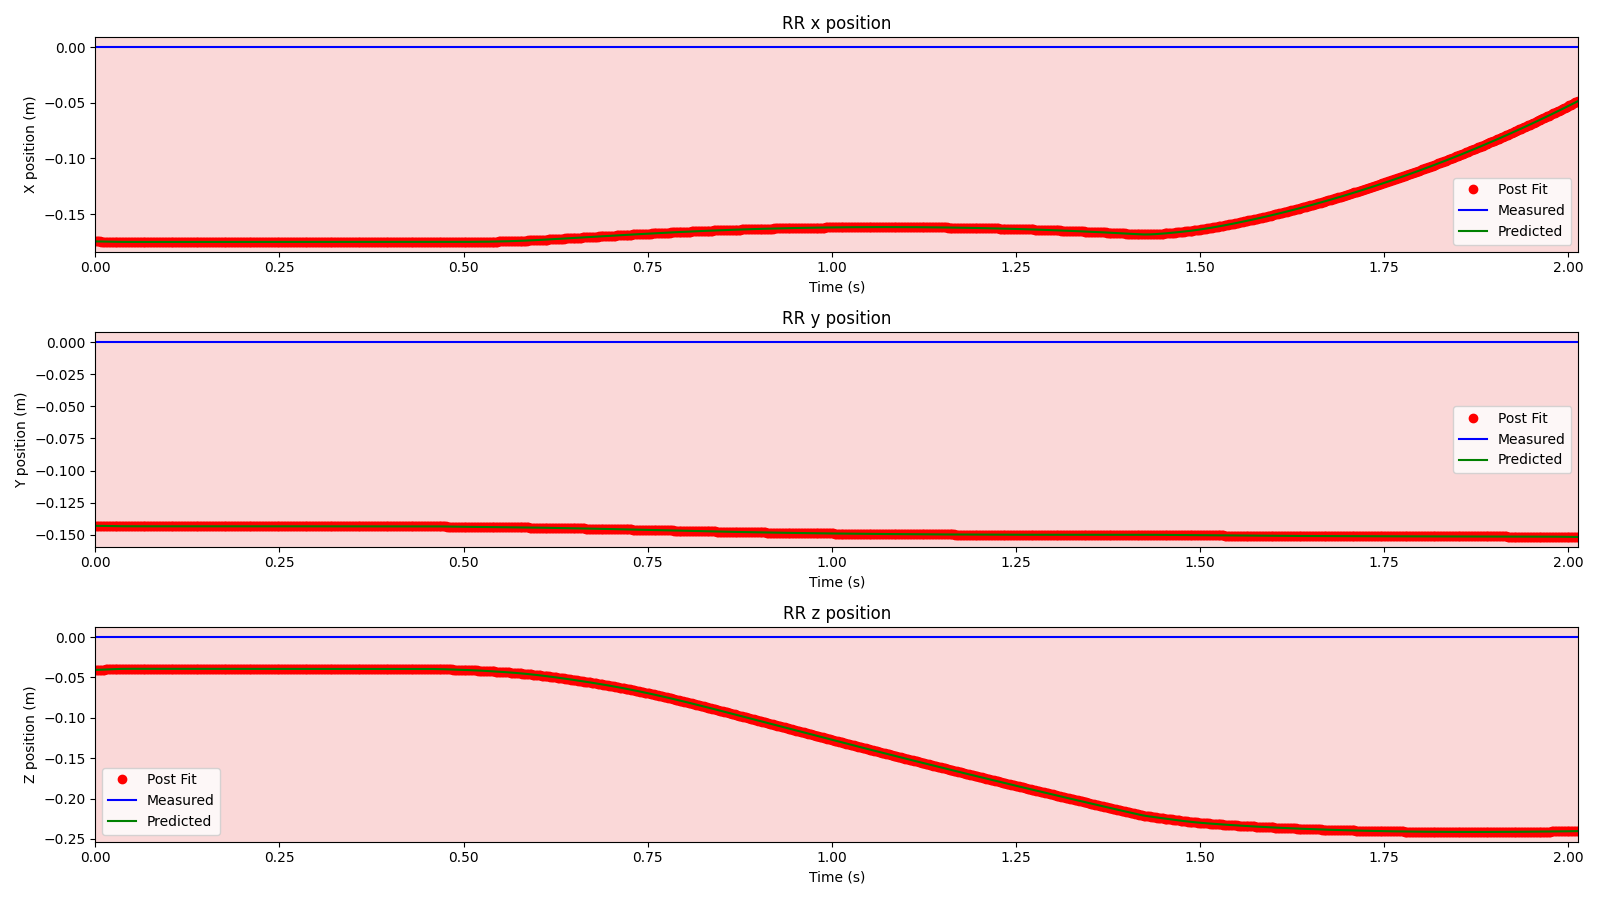 RR x position
X position (m)
0.00
−0.05
−0.10
−0.15
Post Fit
Measured
Predicted
0.00 0.25 0.50 0.75 1.00 1.25 1.50 1.75 2.00
Time (s)
RR y position
Y position (m)
0.000
−0.025
−0.050
−0.075
−0.100
−0.125
−0.150
Post Fit
Measured
Predicted
0.00 0.25 0.50 0.75 1.00 1.25 1.50 1.75 2.00
Time (s)
RR z position
Z position (m)
0.00
−0.05
−0.10
−0.15
−0.20
−0.25
Post Fit
Measured
Predicted
0.00 0.25 0.50 0.75 1.00 1.25 1.50 1.75 2.00
Time (s)